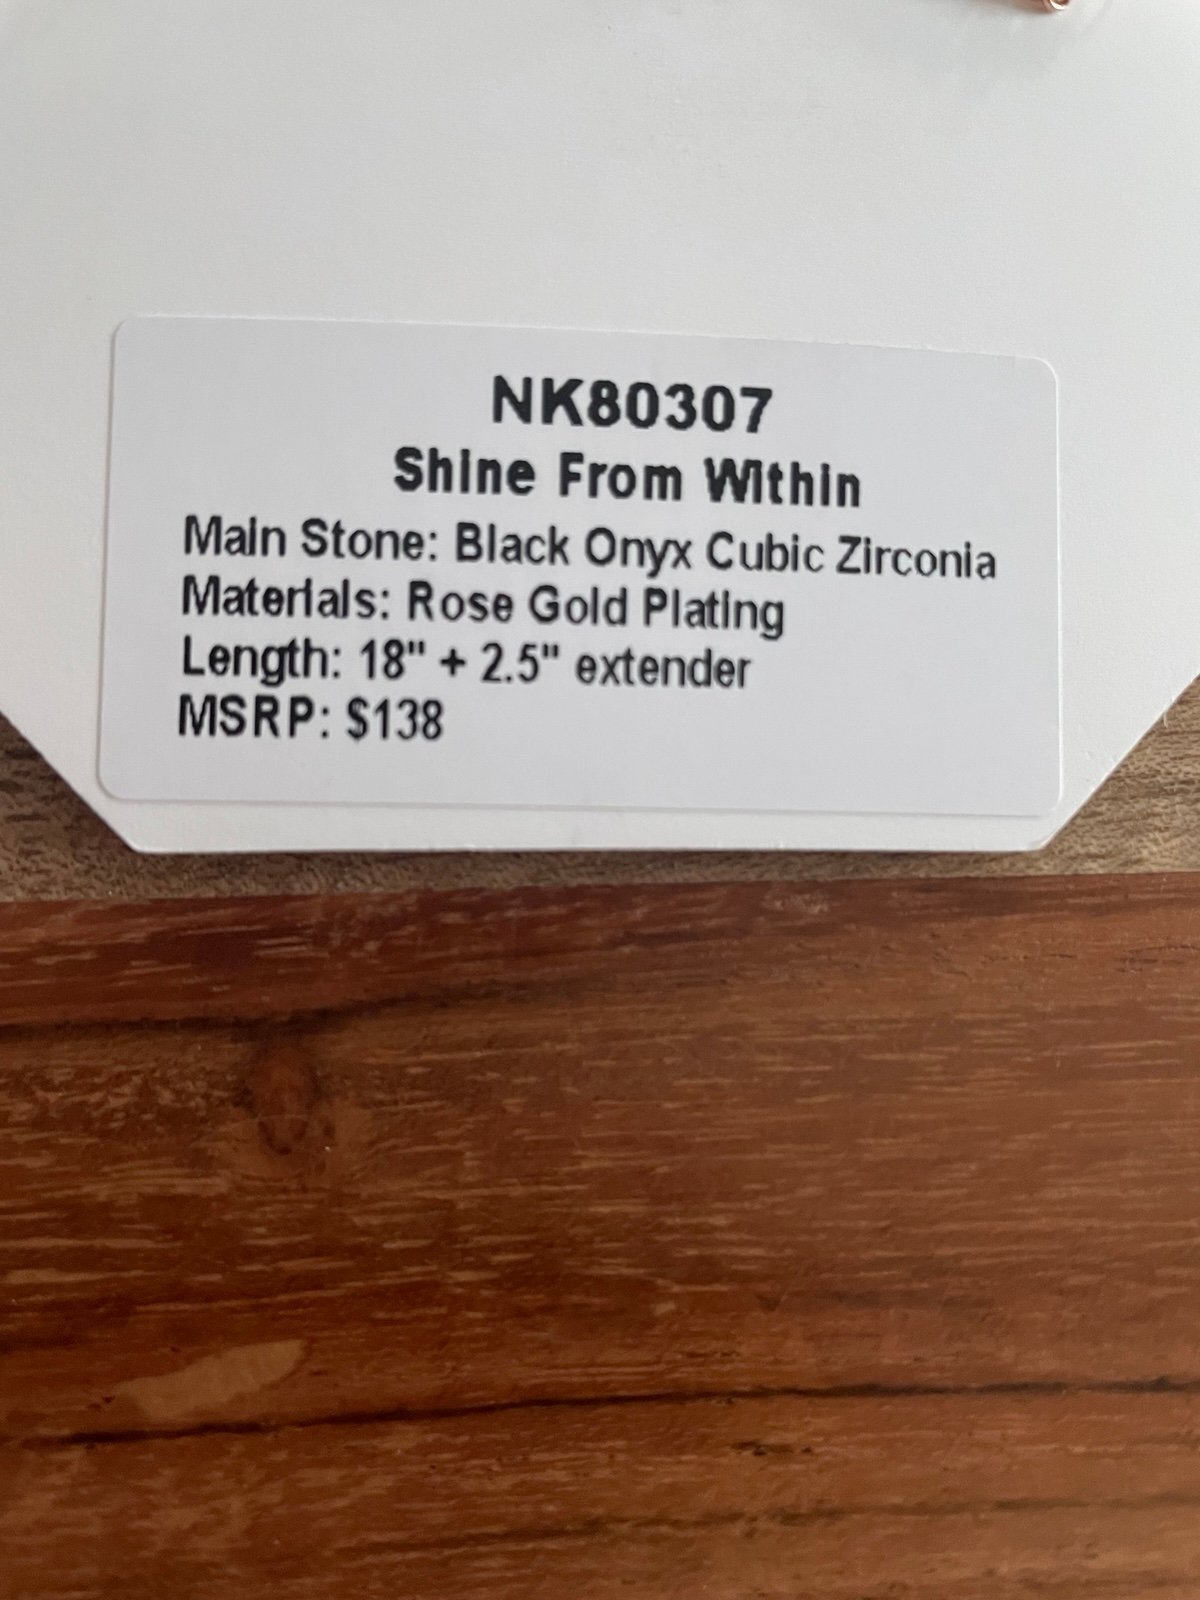 NK80307
Shine From Within
Main Stone: Black Onyx Cubic Zirconia
Materials: Rose Gold Plating
Length: 18" + 2.5" extender
MSRP: $138